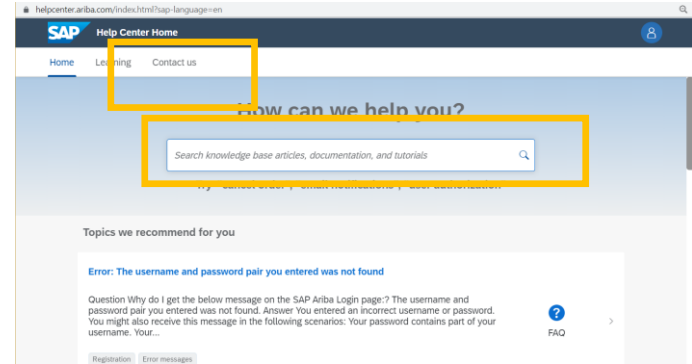 helpcenter.ariba.com/index.html?sap-language=en
SAP Help Center Home
Home Learning Contact us
How can we help you?
Search knowledge base articles, documentation, and tutorials
Topics we recommend for you
Error: The username and password pair you entered was not found
Question Why do I get the below message on the SAP Ariba Login page:? The username and
password pair you entered was not found. Answer You entered an incorrect username or password.
You might also receive this message in the following scenarios: Your password contains part of your
username. Your...
?
FAQ
Registration Error messages